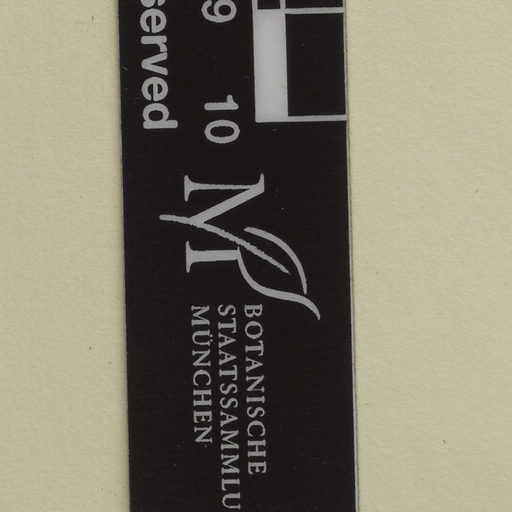 9 10
served
BOTANISCHE
STAATSSAMMLU
MÜNCHEN